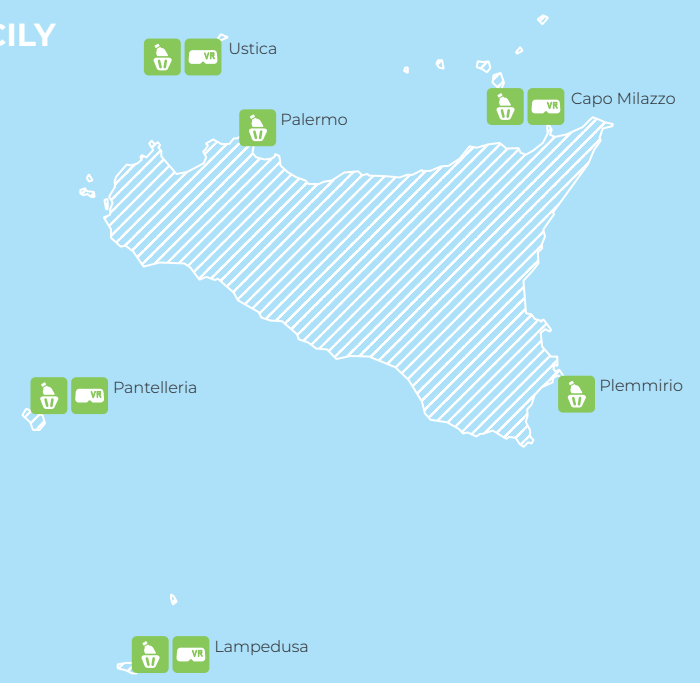 CILY
Ustica
VR
Capo Milazzo
VR
Palermo
Pantelleria
VR
Plemmirio
Lampedusa
VR